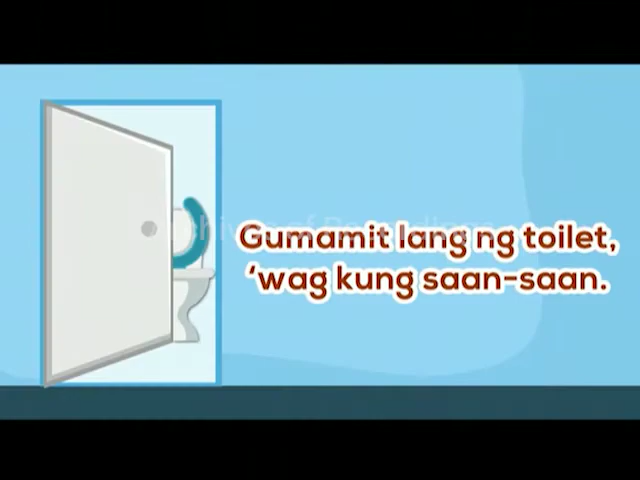 Gumamit lang ng toilet,
‘wag kung saan-saan.